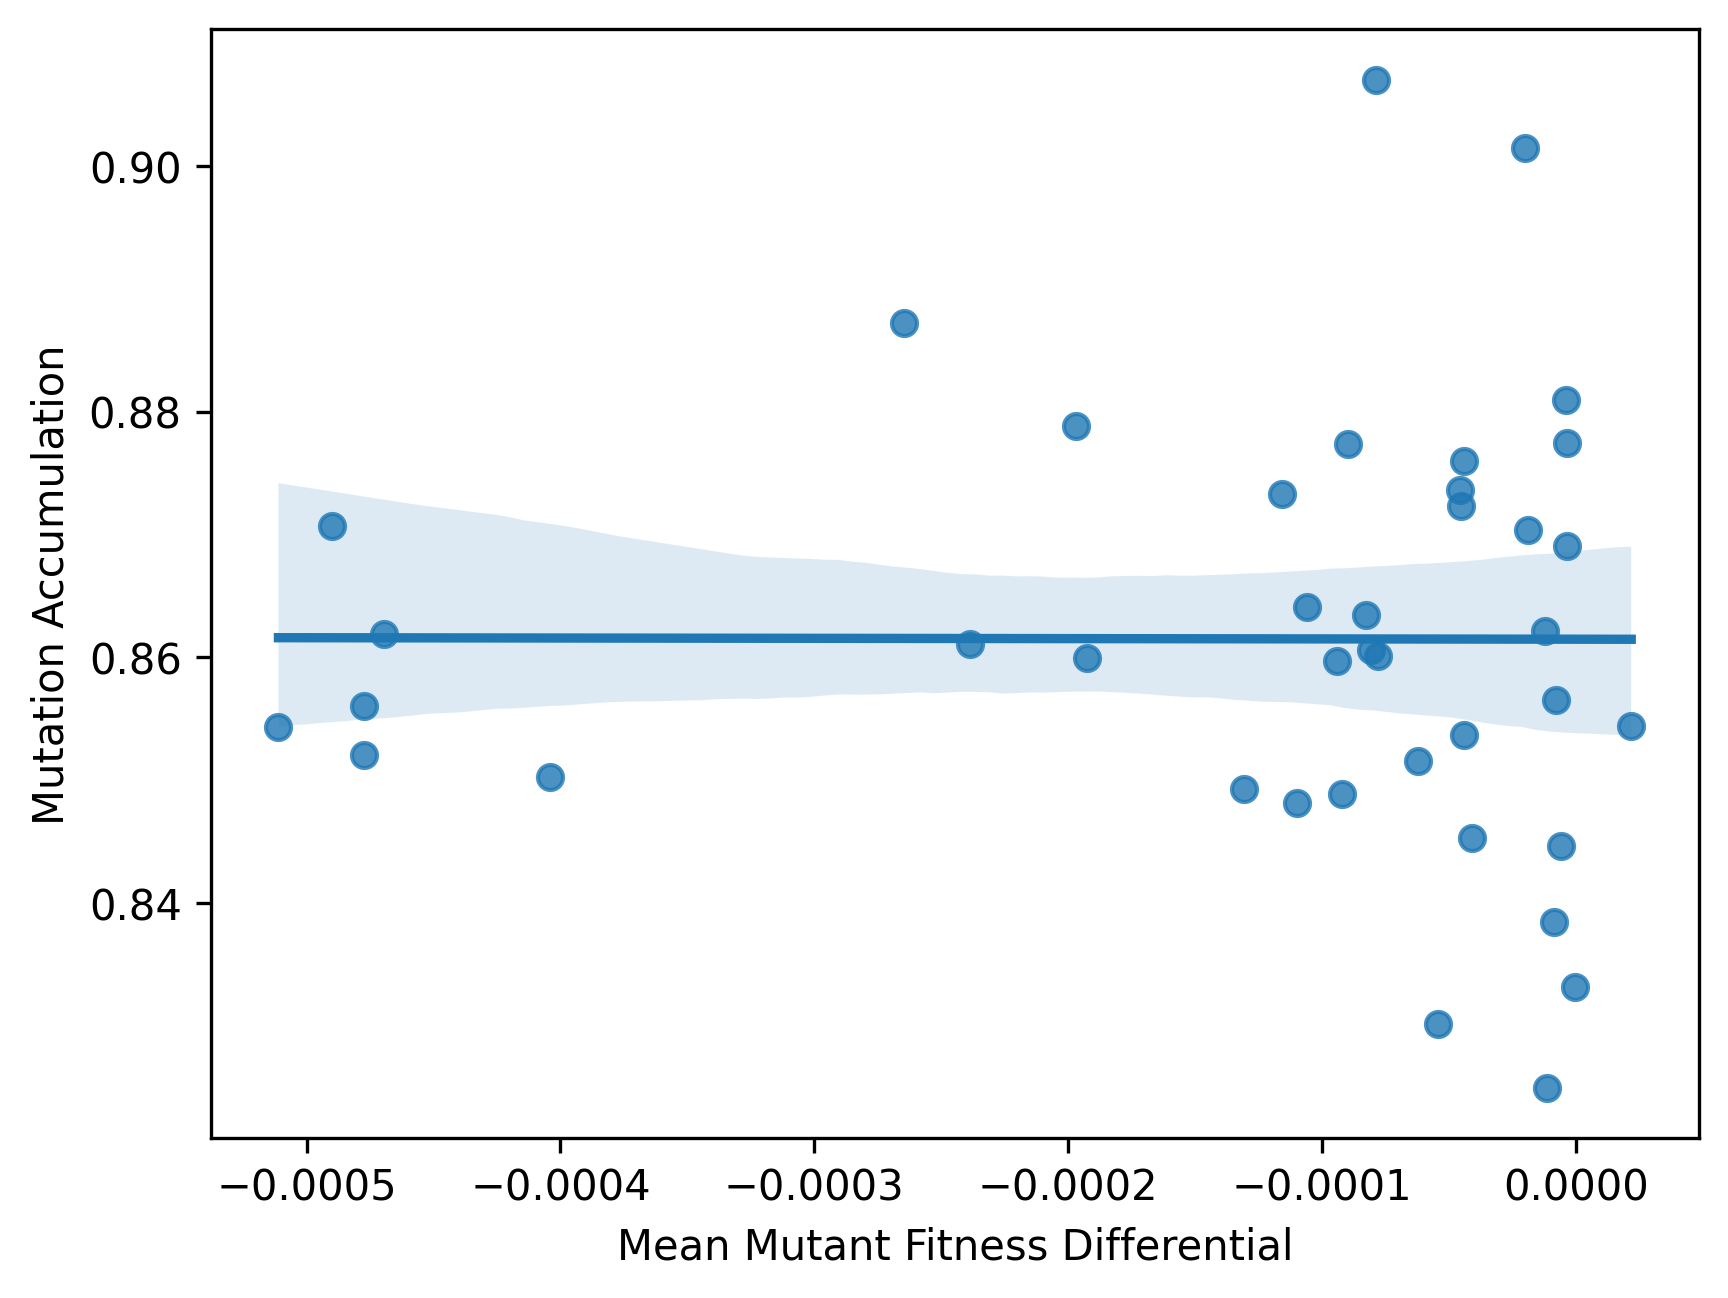 0.90
0.88
0.86
0.84
Mutation Accumulation
−0.0005 −0.0004 −0.0003 −0.0002 −0.0001 0.0000
Mean Mutant Fitness Differential